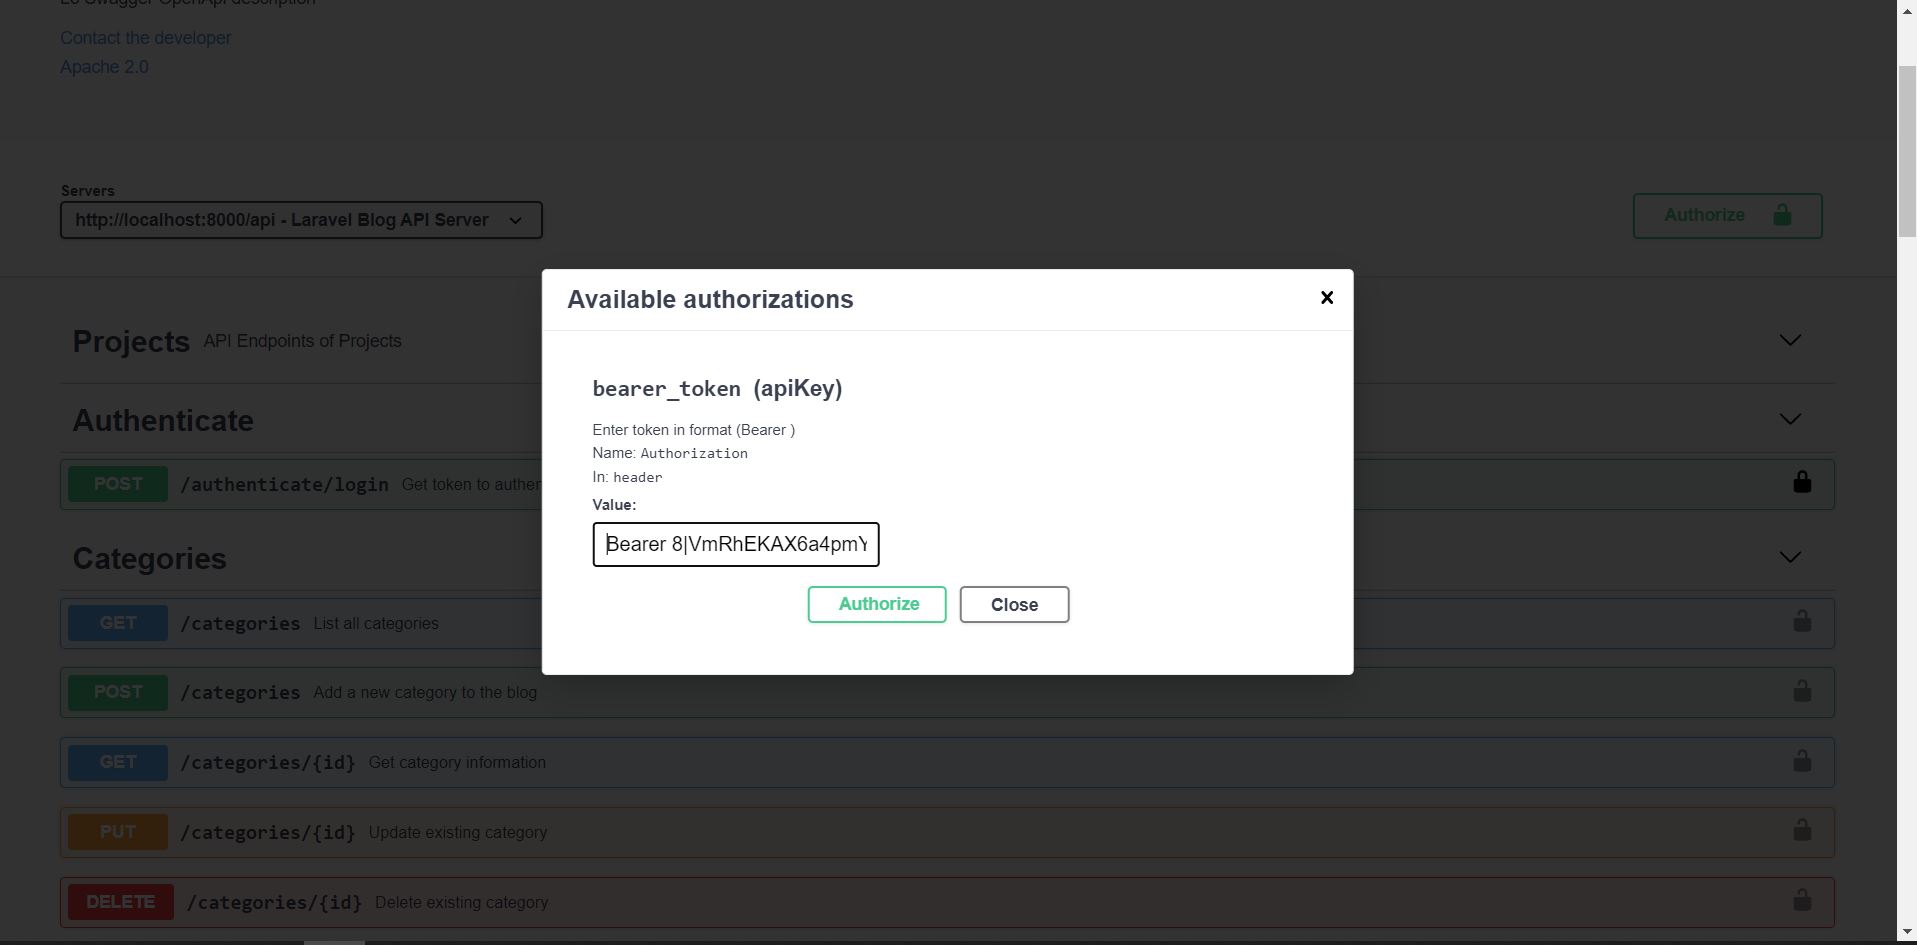 L5 Swagger OpenApi description
Contact the developer
Apache 2.0
Servers
http://localhost:8000/api - Laravel Blog API Server
Authorize
Available authorizations
Projects API Endpoints of Projects
bearer_token (apiKey)
Authenticate
Enter token in format (Bearer )
Name: Authorization
In: header
POST /authenticate/login Get token to authen
Value:
Bearer 8|VmRhEKAX6a4pmY
Categories
Authorize Close
GET /categories List all categories
POST /categories Add a new category to the blog
GET /categories/{id} Get category information
PUT /categories/{id} Update existing category
DELETE /categories/{id} Delete existing category